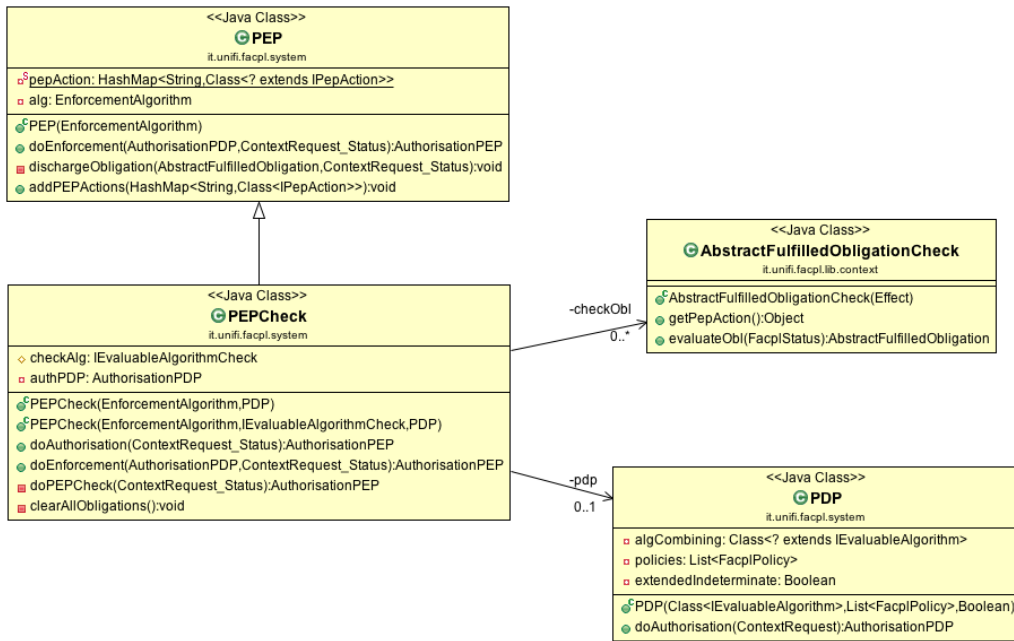 <<Java Class>>
PEP
it.unifi.facpl.system
pepAction: HashMap<String,Class<? extends IPepAction>>
alg: EnforcementAlgorithm
PEP(EnforcementAlgorithm)
doEnforcement(AuthorisationPDP,ContextRequest_Status):AuthorisationPEP
dischargeObligation(AbstractFulfilledObligation,ContextRequest_Status):void
addPEPActions(HashMap<String,Class<IPepAction>>):void
<<Java Class>>
PEPCheck
it.unifi.facpl.system
checkAlg: IEvaluableAlgorithmCheck
authPDP: AuthorisationPDP
PEPCheck(EnforcementAlgorithm,PDP)
PEPCheck(EnforcementAlgorithm,IEvaluableAlgorithmCheck,PDP)
doAuthorisation(ContextRequest_Status):AuthorisationPEP
doEnforcement(AuthorisationPDP,ContextRequest_Status):AuthorisationPEP
doPEPCheck(ContextRequest_Status):AuthorisationPEP
clearAllObligations():void
-checkObl
0..*
<<Java Class>>
AbstractFulfilledObligationCheck
it.unifi.facpl.lib.context
AbstractFulfilledObligationCheck(Effect)
getPepAction():Object
evaluateObl(FacplStatus):AbstractFulfilledObligation
-pdp
0..1
<<Java Class>>
PDP
it.unifi.facpl.system
algCombining: Class<? extends IEvaluableAlgorithm>
policies: List<FacplPolicy>
extendedIndeterminate: Boolean
PDP(Class<IEvaluableAlgorithm>,List<FacplPolicy>,Boolean)
doAuthorisation(ContextRequest):AuthorisationPDP